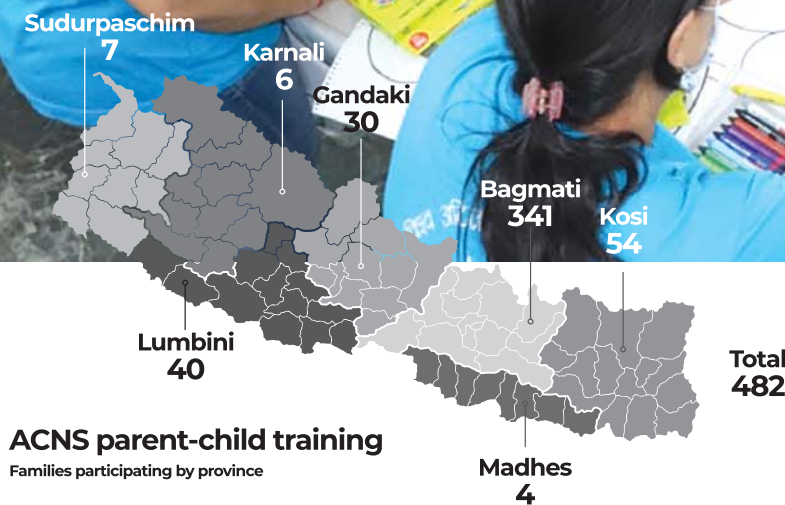 Sudurpaschim
7
Karnali
6
Gandaki
30
Bagmati
341
Kosi
54
Lumbini
40
Total
482
ACNS parent-child training
Families participating by province
Madhes
4